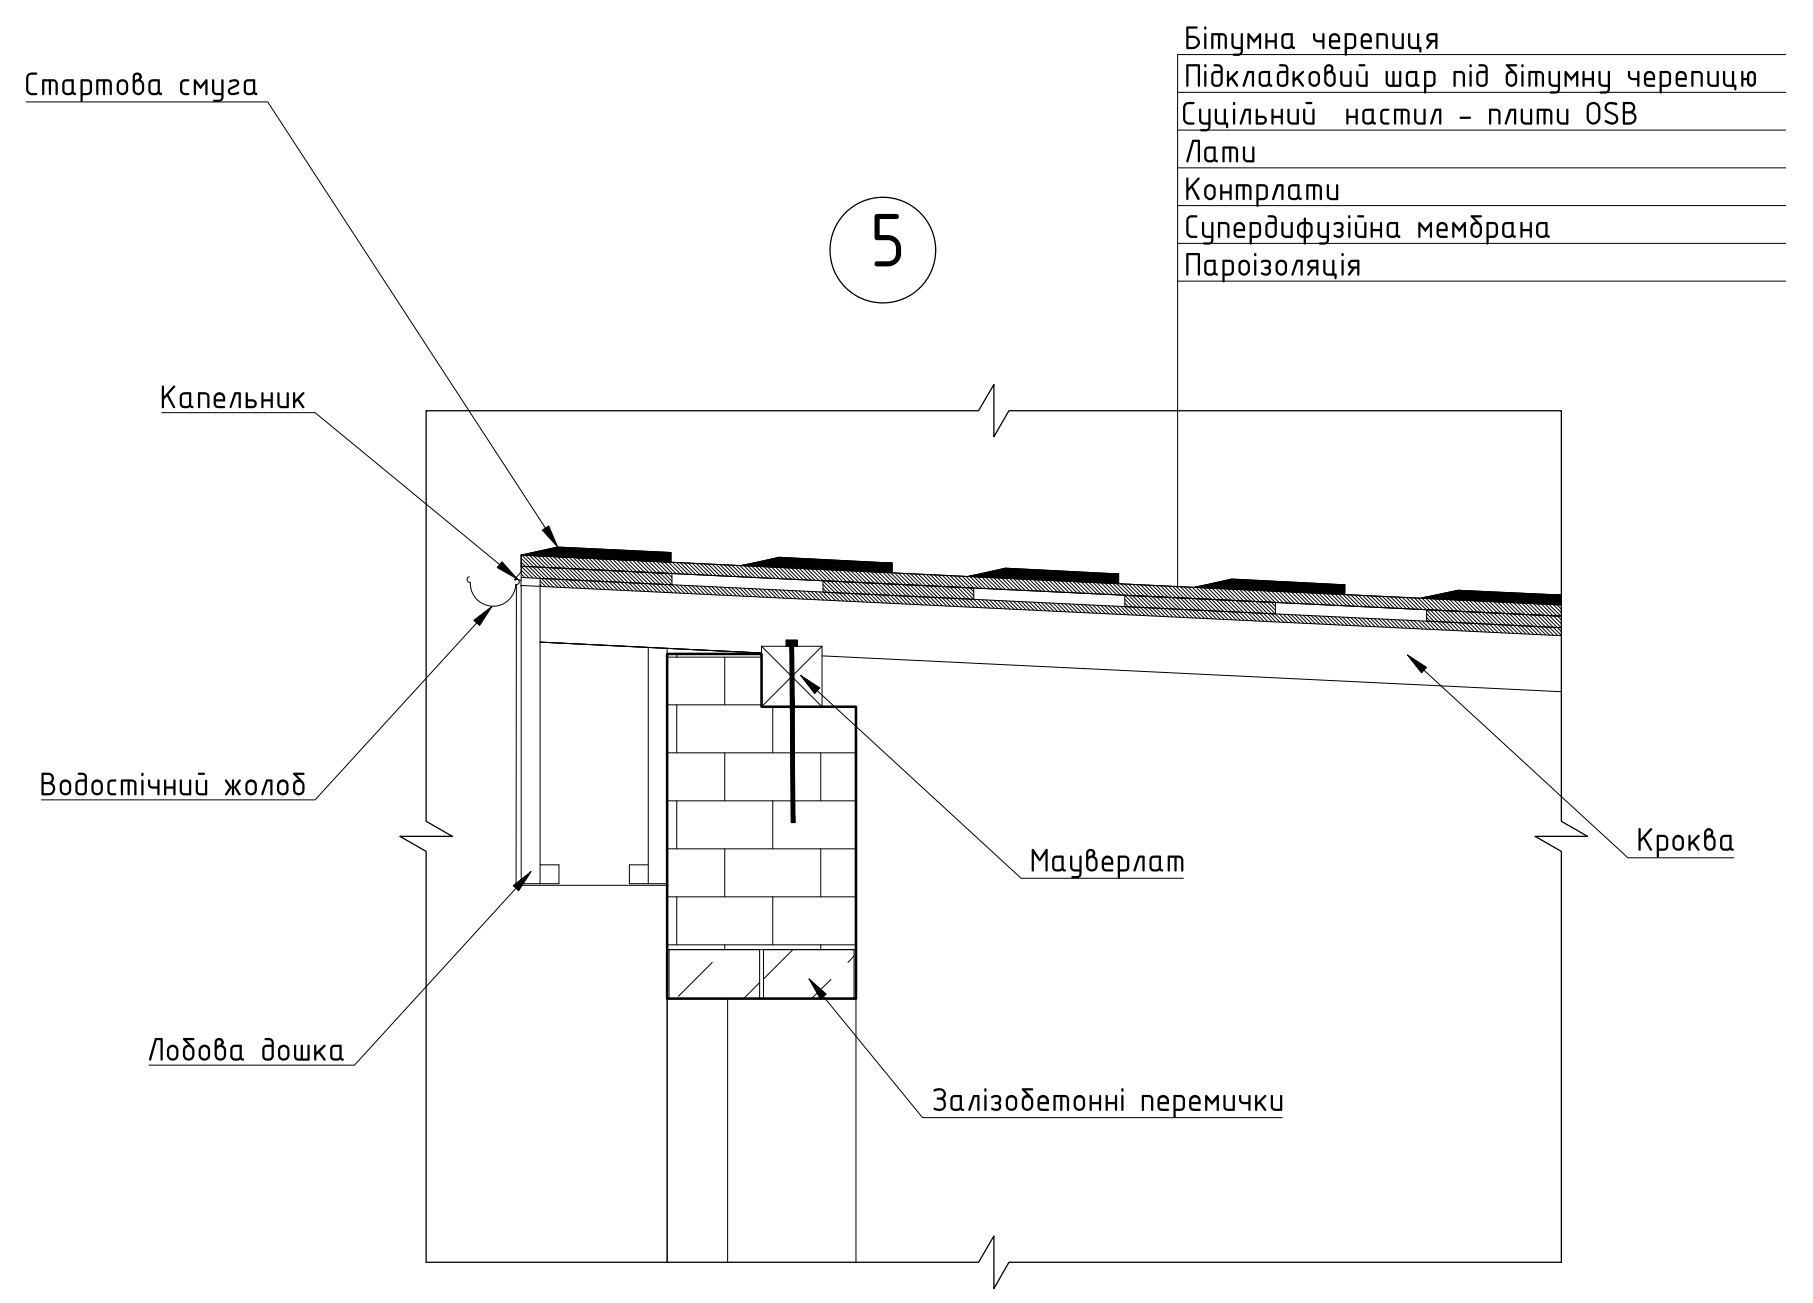 Бітумна черепиця
Стартова смуга
Підкладковий шар під бітумну черепицю
Суцільний настил - плити OSB
Лати
Контрлати
Супердифузійна мембрана
Пароізоляція
5
Капельник
Водостічний жолоб
Кроква
Мауверлат
Лобова дошка
Залізобетонні перемички